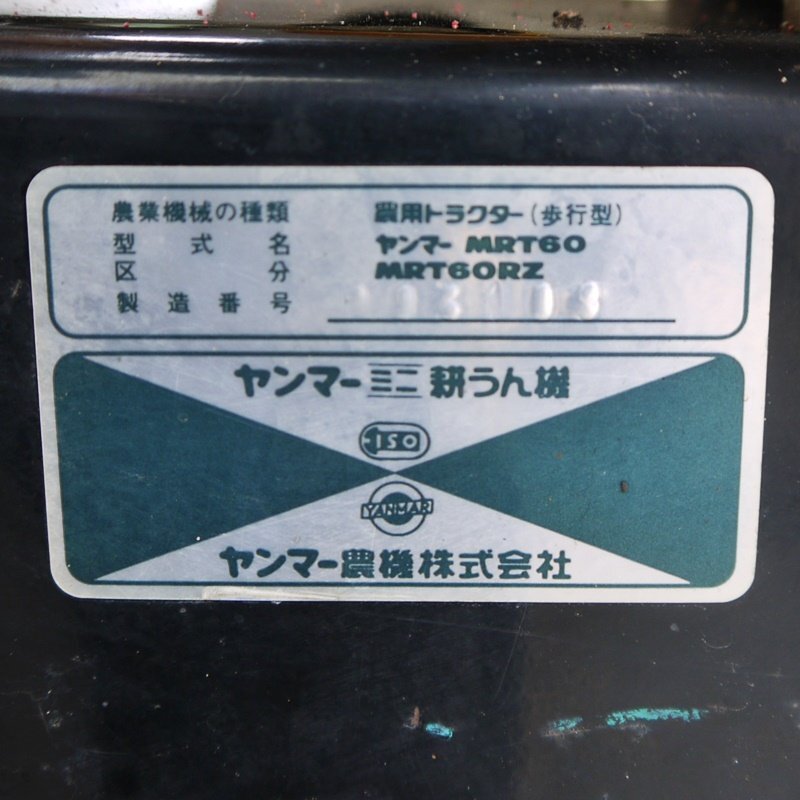 農業機械の種類 農用トラクター(歩行型)
型式名 ヤンマー MRT60
区分 MRT60RZ
製造番号
ヤンマーミニ耕うん機
ISO
YANMAR
ヤンマー農機株式会社